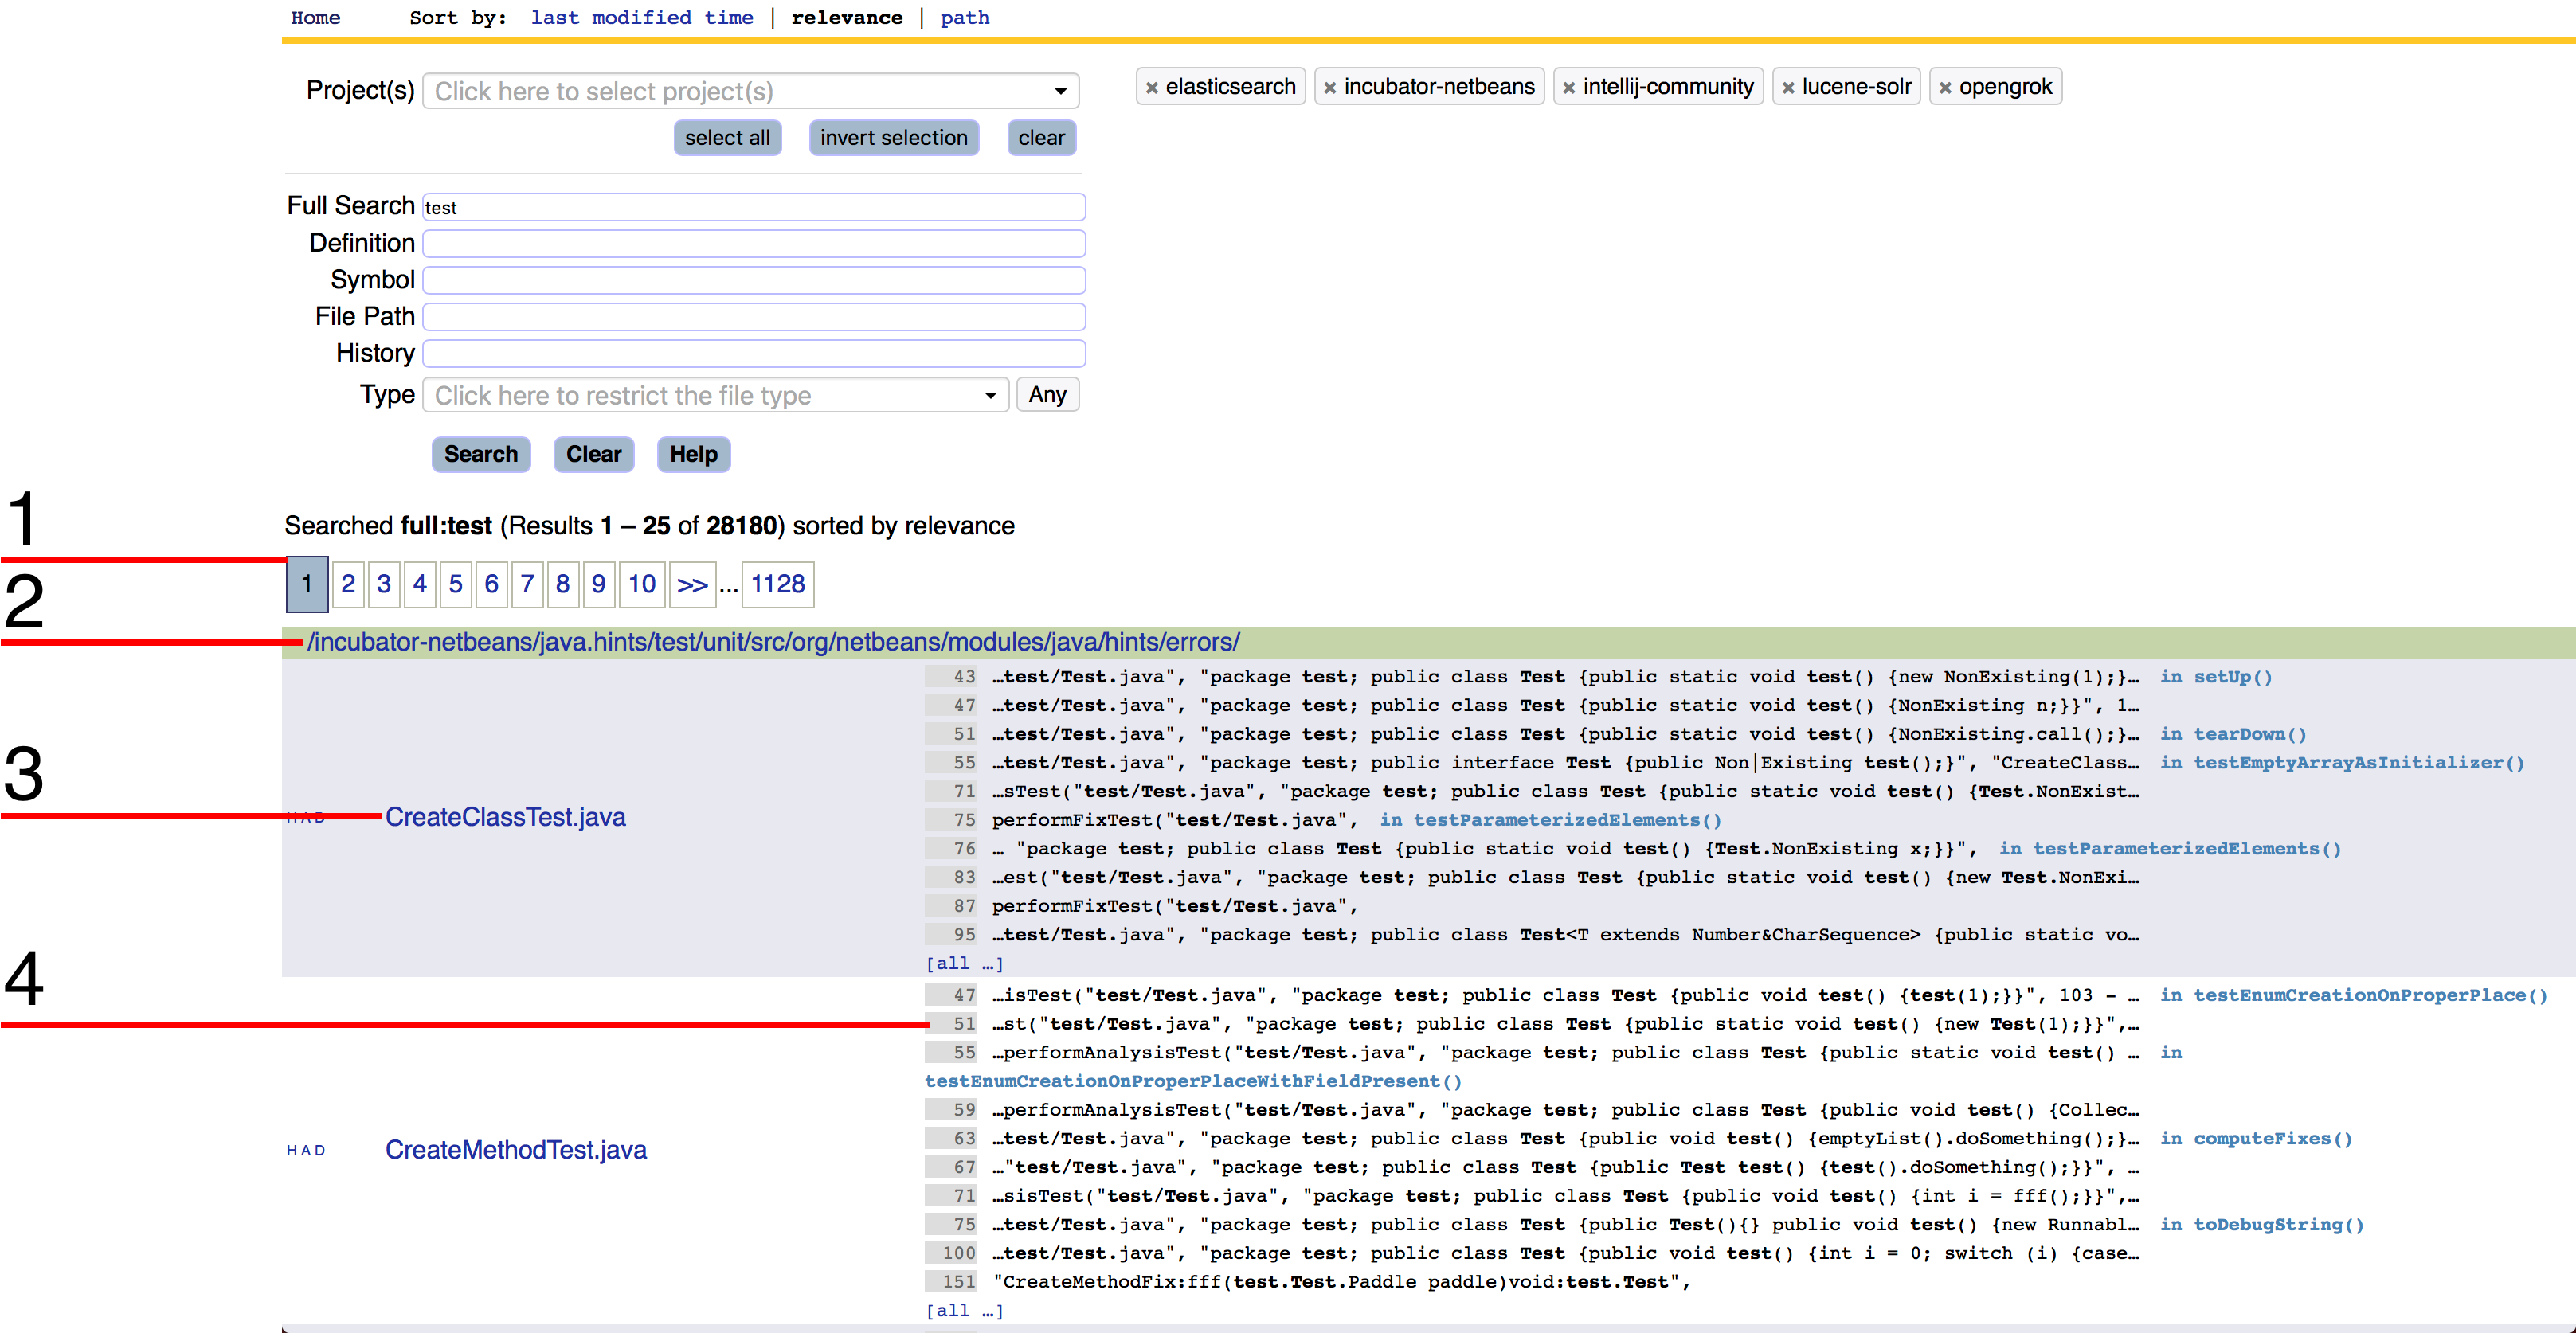 Home Sort by: last modified time | relevance | path
Project(s) Click here to select project(s) × elasticsearch × incubator-netbeans × intellij-community × lucene-solr × opengrok
select all invert selection clear
Full Search test
Definition
Symbol
File Path
History
Type Click here to restrict the file type Any
Search Clear Help
1
Searched full:test (Results 1 – 25 of 28180) sorted by relevance
1 2 3 4 5 6 7 8 9 10 >> ... 1128
2
/incubator-netbeans/java.hints/test/unit/src/org/netbeans/modules/java/hints/errors/
43 …test/Test.java", "package test; public class Test {public static void test() {new NonExisting(1);}… in setUp()
47 …test/Test.java", "package test; public class Test {public static void test() {NonExisting n;}}", 1…
51 …test/Test.java", "package test; public class Test {public static void test() {NonExisting.call();}… in tearDown()
3
55 …test/Test.java", "package test; public interface Test {public Non|Existing test();}", "CreateClass… in testEmptyArrayAsInitializer()
71 …sTest("test/Test.java", "package test; public class Test {public static void test() {Test.NonExist…
H A D CreateClassTest.java
75 performFixTest("test/Test.java", in testParameterizedElements()
76 … "package test; public class Test {public static void test() {Test.NonExisting x;}}", in testParameterizedElements()
83 …est("test/Test.java", "package test; public class Test {public static void test() {new Test.NonExi…
87 performFixTest("test/Test.java",
95 …test/Test.java", "package test; public class Test<T extends Number&CharSequence> {public static vo…
[all …]
4
47 …isTest("test/Test.java", "package test; public class Test {public void test() {test(1);}}", 103 - … in testEnumCreationOnProperPlace()
51 …st("test/Test.java", "package test; public class Test {public static void test() {new Test(1);}}",…
55 …performAnalysisTest("test/Test.java", "package test; public class Test {public static void test() … in
testEnumCreationOnProperPlaceWithFieldPresent()
59 …performAnalysisTest("test/Test.java", "package test; public class Test {public void test() {Collec…
63 …test/Test.java", "package test; public class Test {public void test() {emptyList().doSomething();}… in computeFixes()
H A D CreateMethodTest.java
67 …"test/Test.java", "package test; public class Test {public Test test() {test().doSomething();}}", …
71 …sisTest("test/Test.java", "package test; public class Test {public void test() {int i = fff();}}",…
75 …test/Test.java", "package test; public class Test {public Test(){} public void test() {new Runnabl… in toDebugString()
100 …test/Test.java", "package test; public class Test {public void test() {int i = 0; switch (i) {case…
151 "CreateMethodFix:fff(test.Test.Paddle paddle)void:test.Test",
[all …]